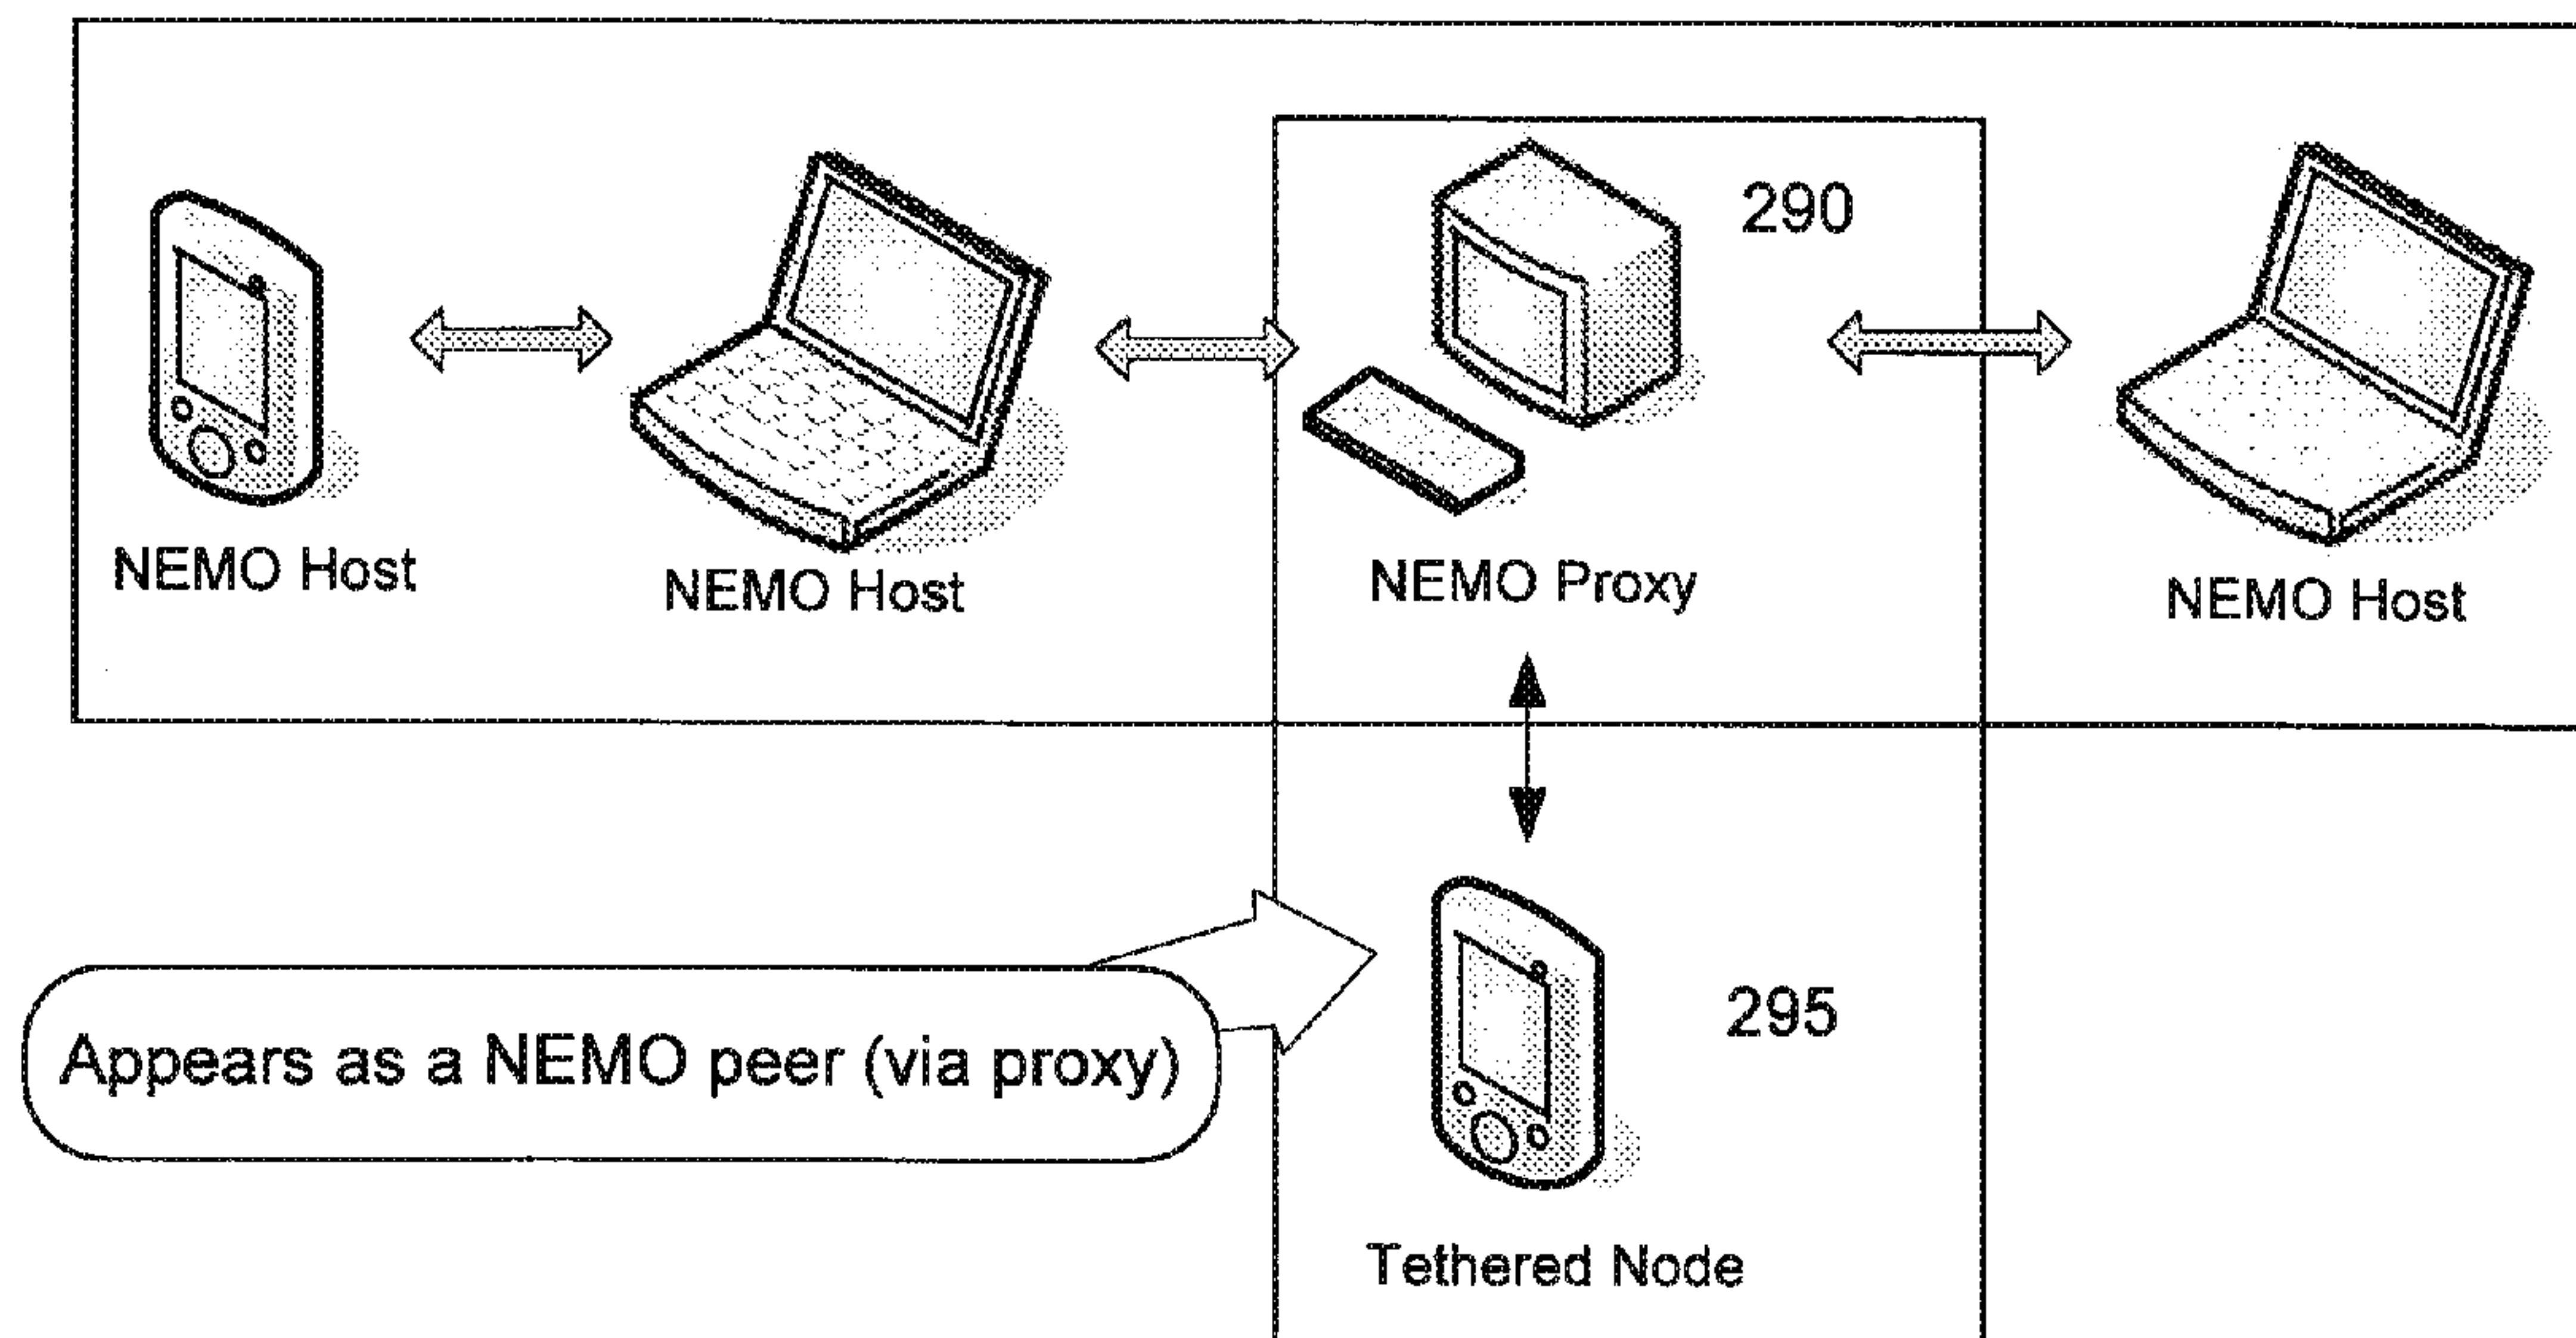 290
NEMO Host
NEMO Host
NEMO Proxy
NEMO Host
Appears as a NEMO peer (via proxy)
295
Tethered Node